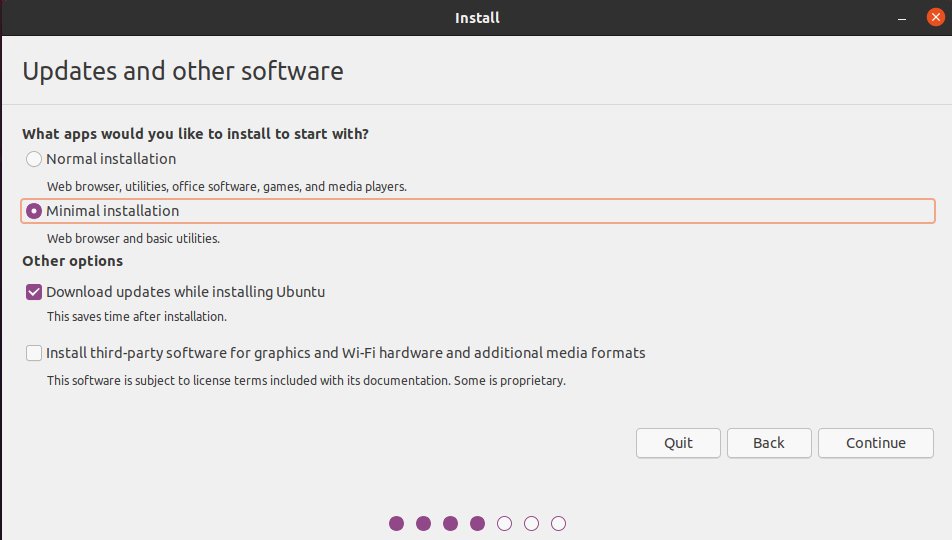 Install
Updates and other software
What apps would you like to install to start with?
Normal installation
Web browser, utilities, office software, games, and media players.
Minimal installation
Web browser and basic utilities.
Other options
Download updates while installing Ubuntu
This saves time after installation.
Install third-party software for graphics and Wi-Fi hardware and additional media formats
This software is subject to license terms included with its documentation. Some is proprietary.
Quit Back Continue